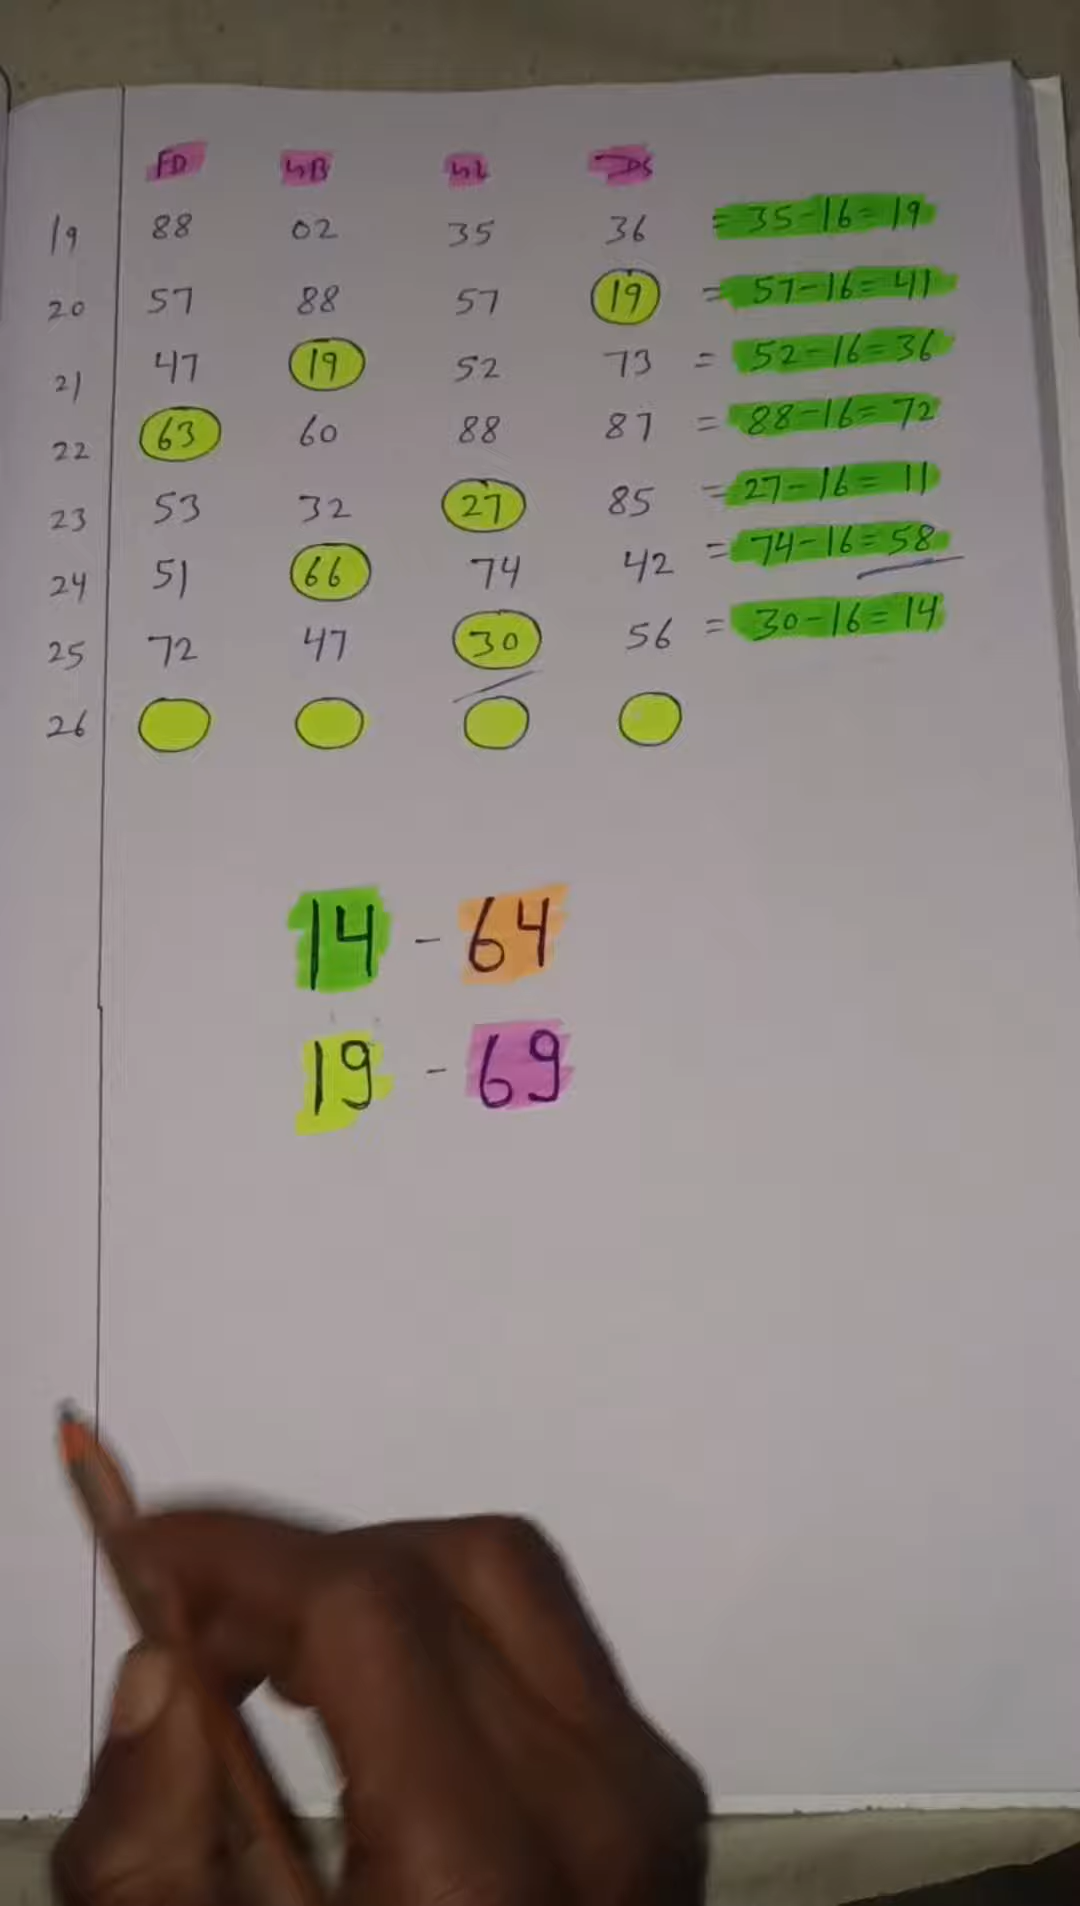 FD GB GL DS
19 88 02 35 36 = 35-16=19
20 57 88 57 19 = 57-16=41
21 47 19 52 73 = 52-16=36
22 63 60 88 87 = 88-16=72
23 53 32 27 85 = 27-16=11
24 51 66 74 42 = 74-16=58
25 72 47 30 56 = 30-16=14
26
14 - 64
19 - 69